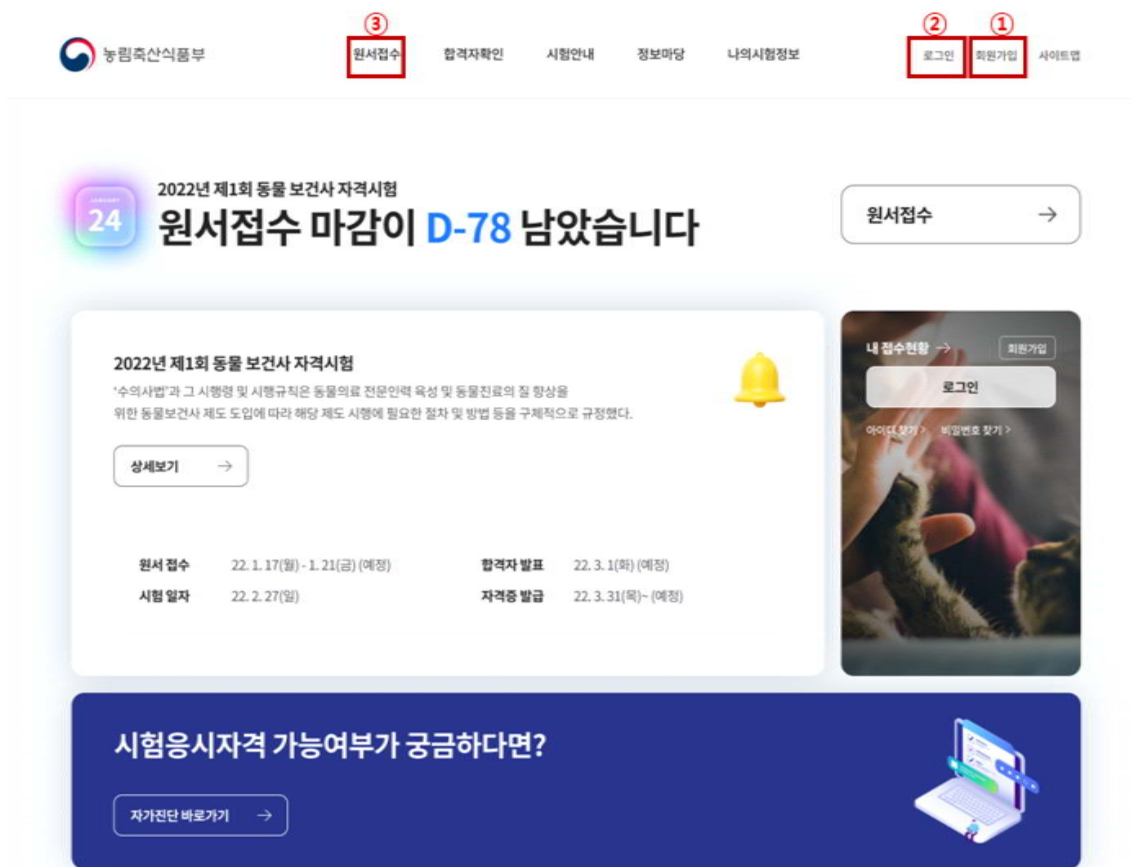 ③ ② ①
농림축산식품부 원서접수 합격자확인 시험안내 정보마당 나의시험정보 로그인 회원가입 사이트맵
2022년 제1회 동물 보건사 자격시험
JANUARY
24
원서접수 마감이 D-78 남았습니다
원서접수 →
2022년 제1회 동물 보건사 자격시험
'수의사법'과 그 시행령 및 시행규칙은 동물의료 전문인력 육성 및 동물진료의 질 향상을
위한 동물보건사 제도 도입에 따라 해당 제도 시행에 필요한 절차 및 방법 등을 구체적으로 규정했다.
상세보기 →
원서 접수 22. 1. 17(월) - 1. 21(금) (예정)
합격자 발표 22. 3. 1(화) (예정)
시험 일자 22. 2. 27(일)
자격증 발급 22. 3. 31(목)~ (예정)
내 접수현황 → 회원가입
로그인
아이디 찾기 > 비밀번호 찾기 >
시험응시자격 가능여부가 궁금하다면?
자가진단 바로가기 →